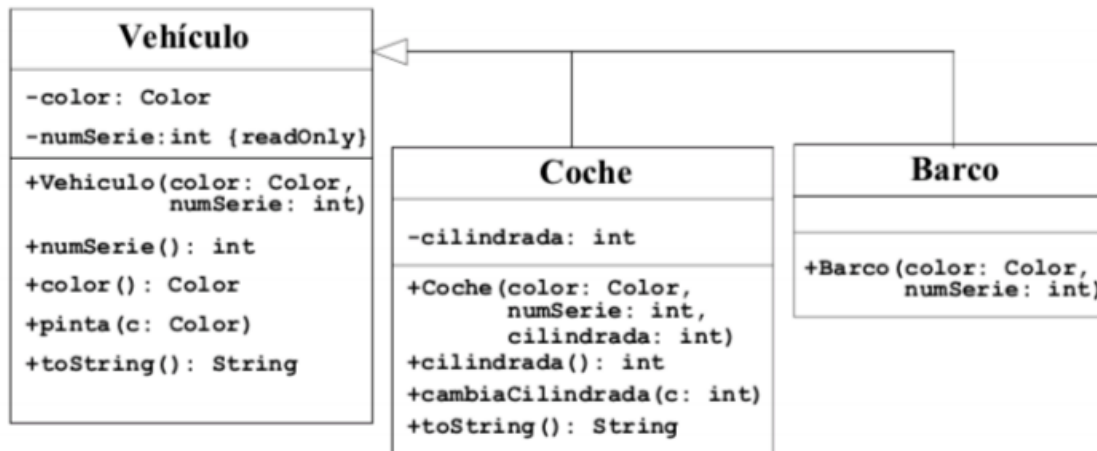 Vehículo
-color: Color
-numSerie:int {readOnly}
+Vehiculo(color: Color,
numSerie: int)
+numSerie(): int
+color(): Color
+pinta(c: Color)
+toString(): String
Coche
-cilindrada: int
+Coche(color: Color,
numSerie: int,
cilindrada: int)
+cilindrada(): int
+cambiaCilindrada(c: int)
+toString(): String
Barco
+Barco(color: Color,
numSerie: int)